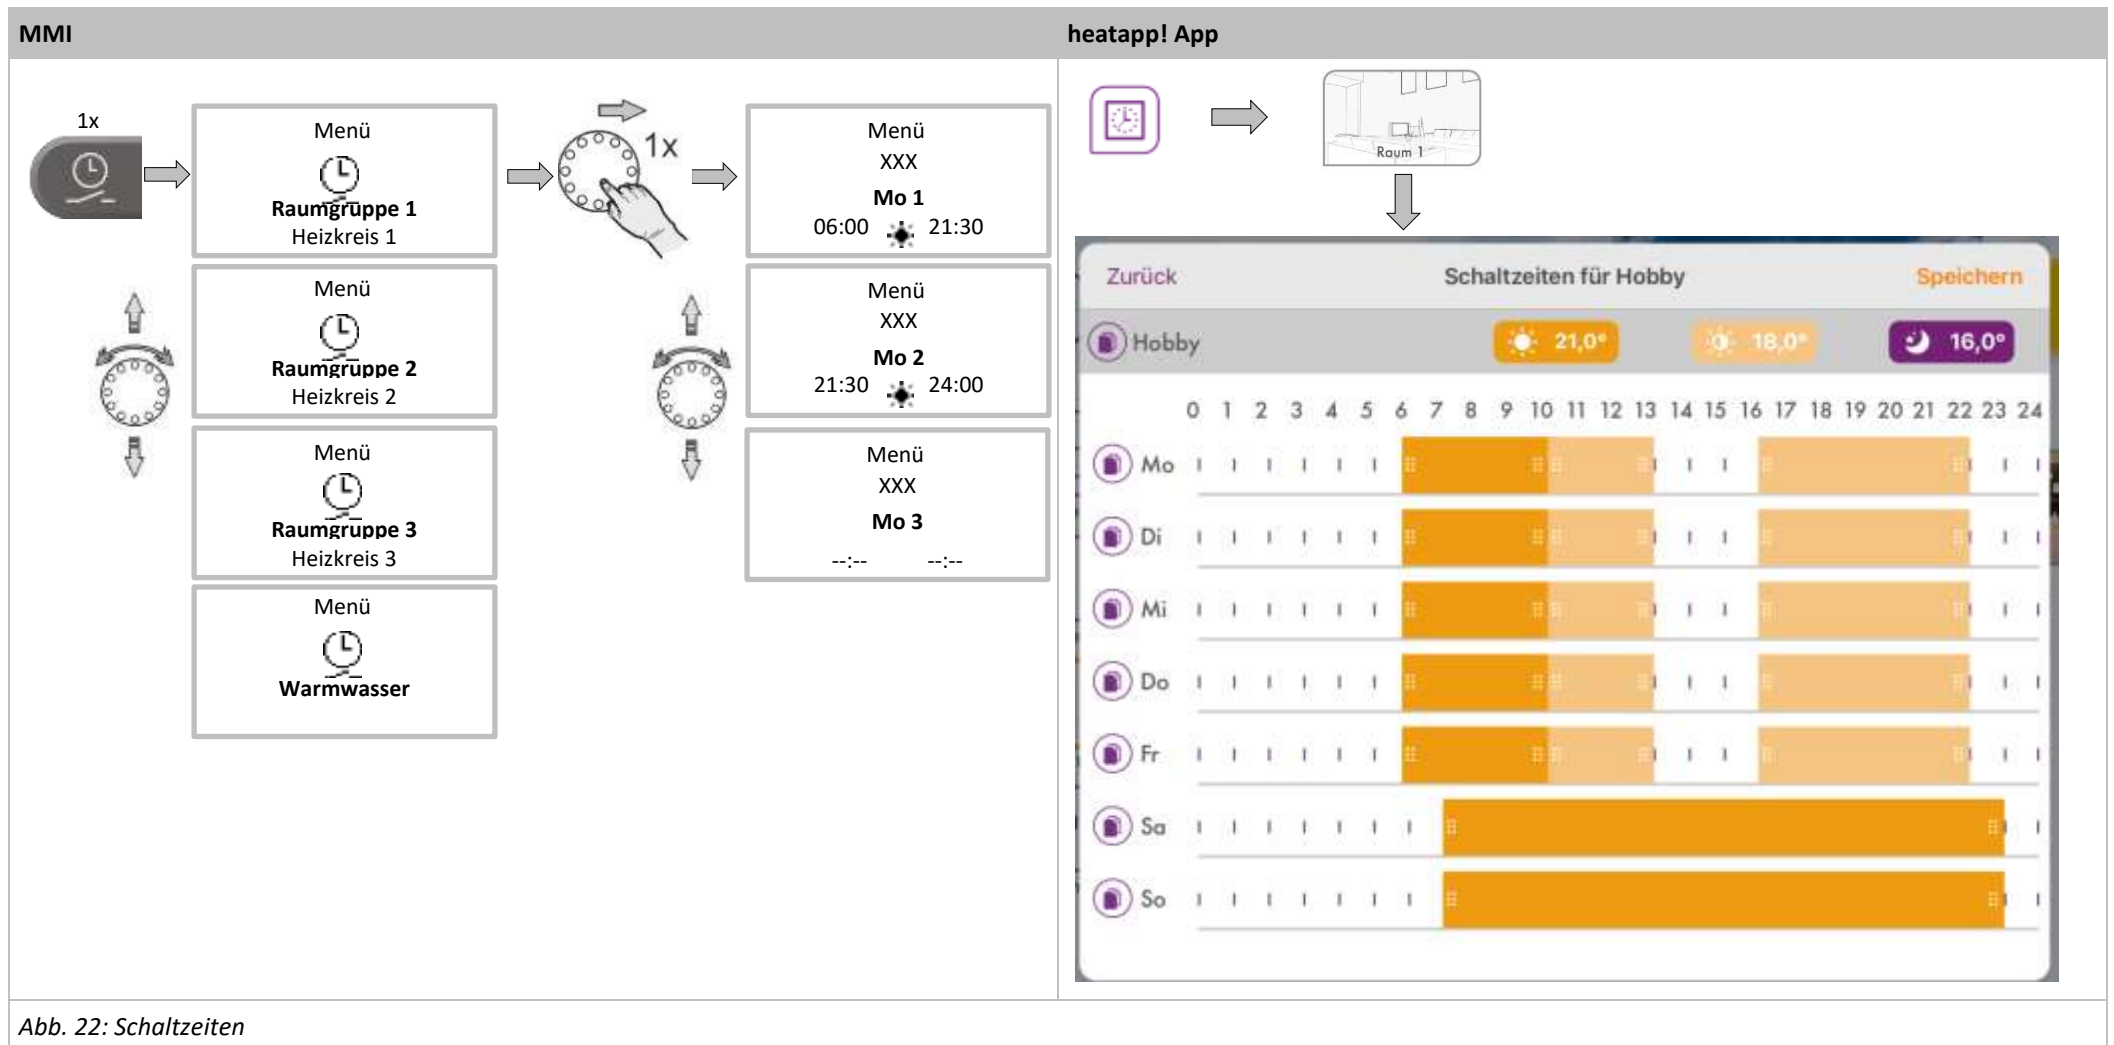 MMI
heatapp! App
1x
Menü
Raumgruppe 1
Heizkreis 1
Menü
Raumgruppe 2
Heizkreis 2
Menü
Raumgruppe 3
Heizkreis 3
Menü
Warmwasser
1x
Menü
XXX
Mo 1
06:00 21:30
Menü
XXX
Mo 2
21:30 24:00
Menü
XXX
Mo 3
--:-- --:--
Raum 1
Zurück Schaltzeiten für Hobby Speichern
Hobby 21,0° 18,0° 16,0°
0 1 2 3 4 5 6 7 8 9 10 11 12 13 14 15 16 17 18 19 20 21 22 23 24
Mo
Di
Mi
Do
Fr
Sa
So
Abb. 22: Schaltzeiten